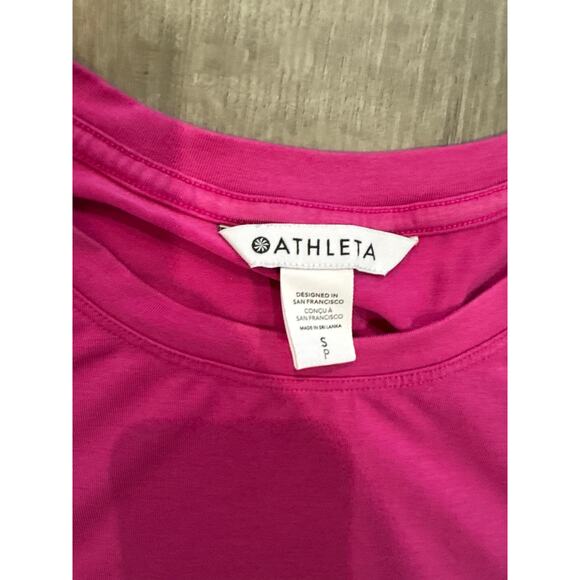 ATHLETA
DESIGNED IN
SAN FRANCISCO
CONÇU À
SAN FRANCISCO
MADE IN SRI LANKA
S
P